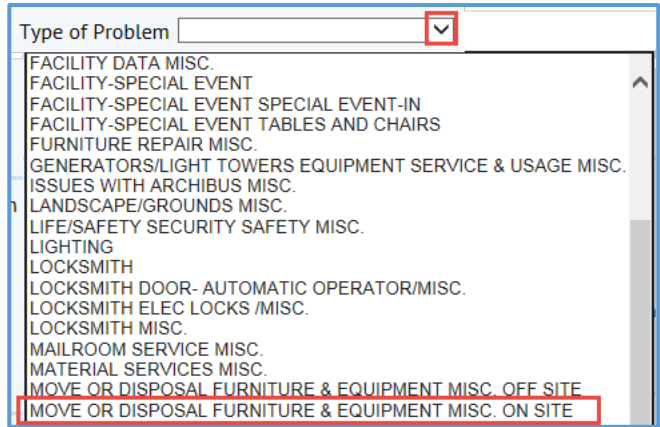 Type of Problem
FACILITY DATA MISC.
FACILITY-SPECIAL EVENT
FACILITY-SPECIAL EVENT SPECIAL EVENT-IN
FACILITY-SPECIAL EVENT TABLES AND CHAIRS
FURNITURE REPAIR MISC.
GENERATORS/LIGHT TOWERS EQUIPMENT SERVICE & USAGE MISC.
ISSUES WITH ARCHIBUS MISC.
LANDSCAPE/GROUNDS MISC.
LIFE/SAFETY SECURITY SAFETY MISC.
LIGHTING
LOCKSMITH
LOCKSMITH DOOR- AUTOMATIC OPERATOR/MISC.
LOCKSMITH ELEC LOCKS /MISC.
LOCKSMITH MISC.
MAILROOM SERVICE MISC.
MATERIAL SERVICES MISC.
MOVE OR DISPOSAL FURNITURE & EQUIPMENT MISC. OFF SITE
MOVE OR DISPOSAL FURNITURE & EQUIPMENT MISC. ON SITE